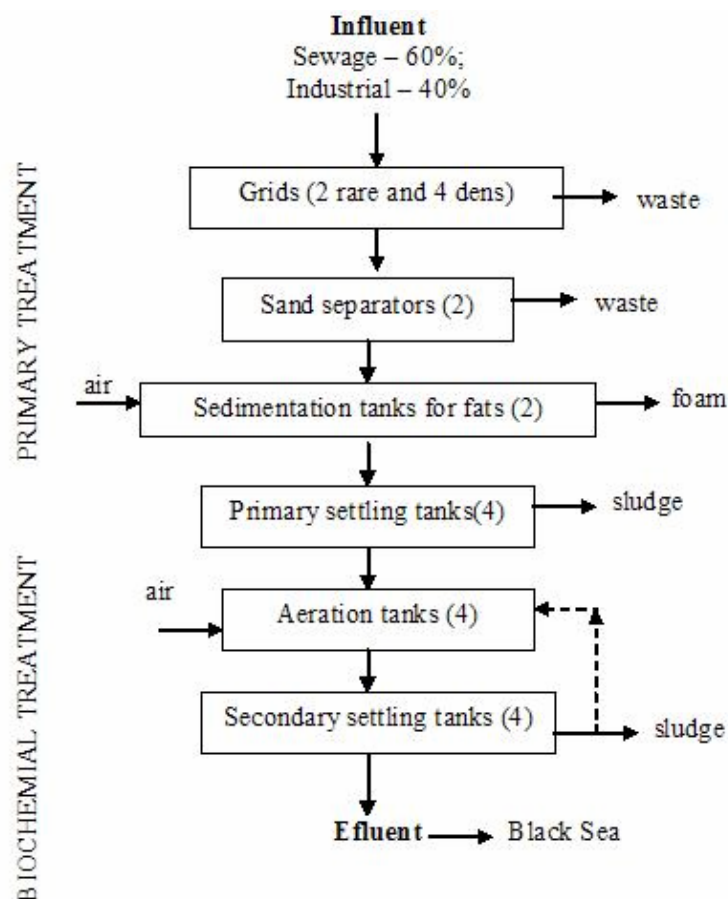 Influent
Sewage – 60%;
Industrial – 40%
PRIMARY TREATMENT
Grids (2 rare and 4 dens)
waste
Sand separators (2)
waste
air
Sedimentation tanks for fats (2)
foam
Primary settling tanks(4)
sludge
BIOCHEMIAL TREATMENT
air
Aeration tanks (4)
Secondary settling tanks (4)
sludge
Efluent
Black Sea